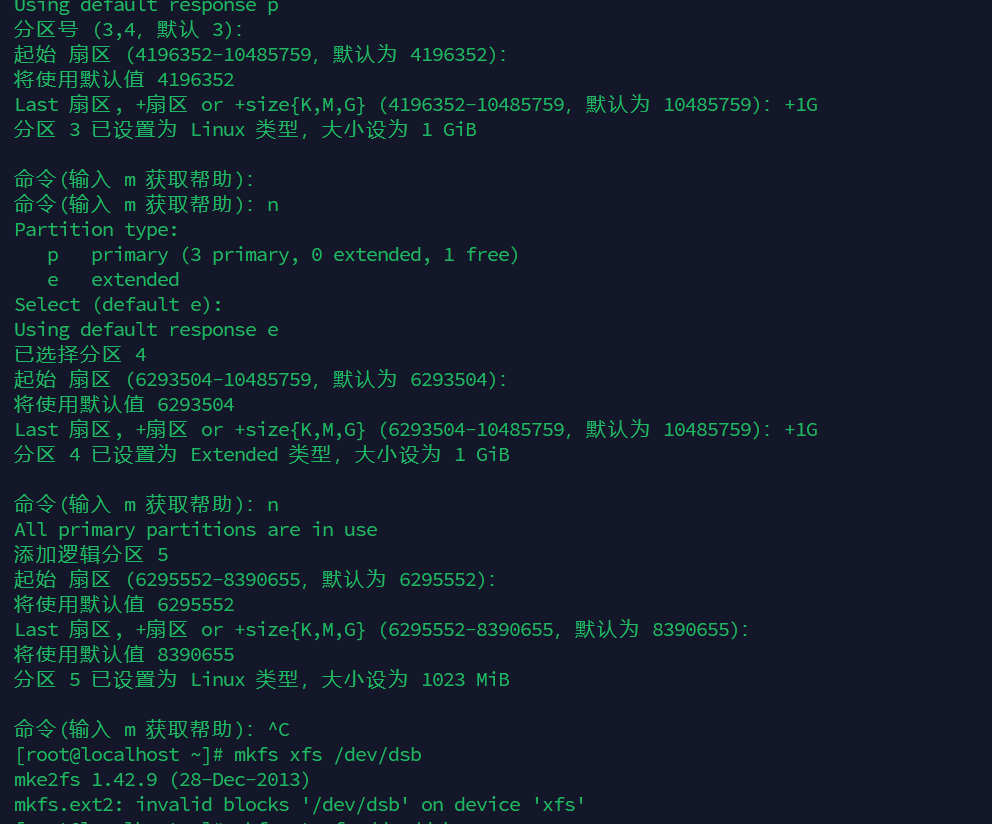 Using default response p
分区号 (3,4，默认 3)：
起始 扇区 (4196352-10485759，默认为 4196352)：
将使用默认值 4196352
Last 扇区, +扇区 or +size{K,M,G} (4196352-10485759，默认为 10485759)：+1G
分区 3 已设置为 Linux 类型，大小设为 1 GiB
命令(输入 m 获取帮助)：
命令(输入 m 获取帮助)：n
Partition type:
p primary (3 primary, 0 extended, 1 free)
e extended
Select (default e):
Using default response e
已选择分区 4
起始 扇区 (6293504-10485759，默认为 6293504)：
将使用默认值 6293504
Last 扇区, +扇区 or +size{K,M,G} (6293504-10485759，默认为 10485759)：+1G
分区 4 已设置为 Extended 类型，大小设为 1 GiB
命令(输入 m 获取帮助)：n
All primary partitions are in use
添加逻辑分区 5
起始 扇区 (6295552-8390655，默认为 6295552)：
将使用默认值 6295552
Last 扇区, +扇区 or +size{K,M,G} (6295552-8390655，默认为 8390655)：
将使用默认值 8390655
分区 5 已设置为 Linux 类型，大小设为 1023 MiB
命令(输入 m 获取帮助)：^C
[root@localhost ~]# mkfs xfs /dev/dsb
mke2fs 1.42.9 (28-Dec-2013)
mkfs.ext2: invalid blocks '/dev/dsb' on device 'xfs'